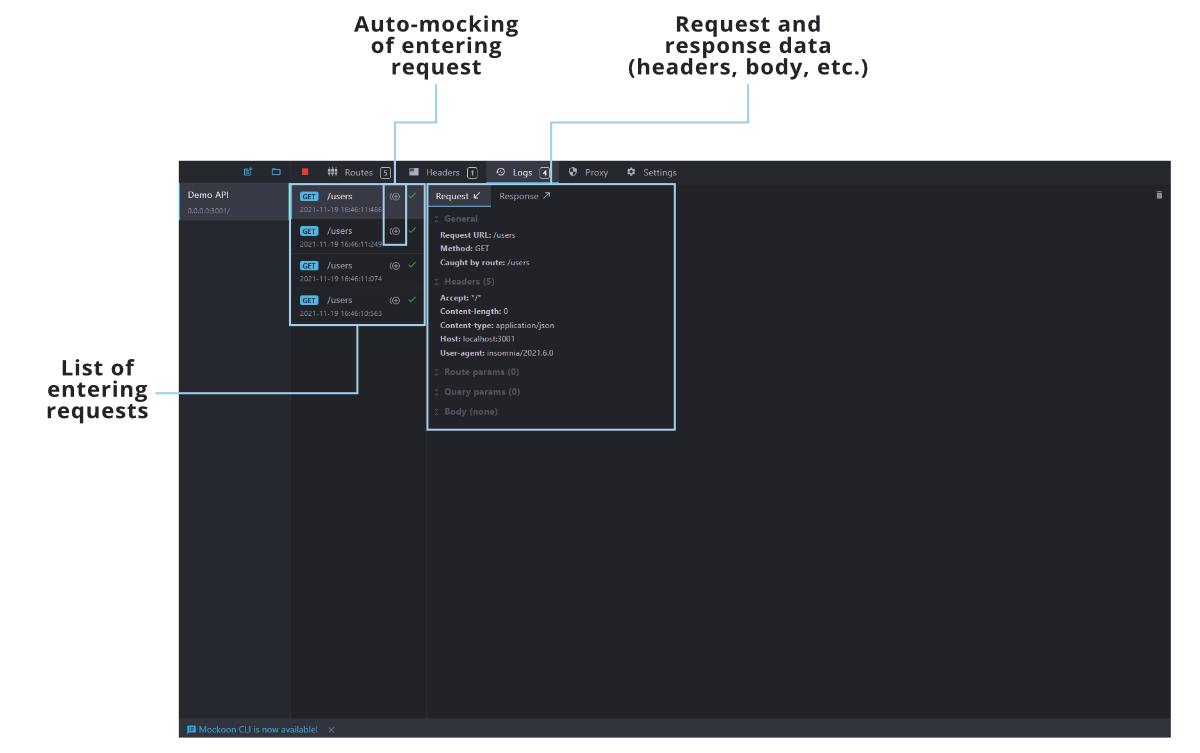 Auto-mocking
of entering
request
Request and
response data
(headers, body, etc.)
List of
entering
requests
Routes 5 Headers 1 Logs 4 Proxy Settings
Demo API
0.0.0.0:3001/
GET /users
2021-11-19 16:46:11:466
GET /users
2021-11-19 16:46:11:249
GET /users
2021-11-19 16:46:11:074
GET /users
2021-11-19 16:46:10:563
Request Response
General
Request URL: /users
Method: GET
Caught by route: /users
Headers (5)
Accept: */*
Content-length: 0
Content-type: application/json
Host: localhost:3001
User-agent: insomnia/2021.6.0
Route params (0)
Query params (0)
Body (none)
Mockoon CLI is now available!